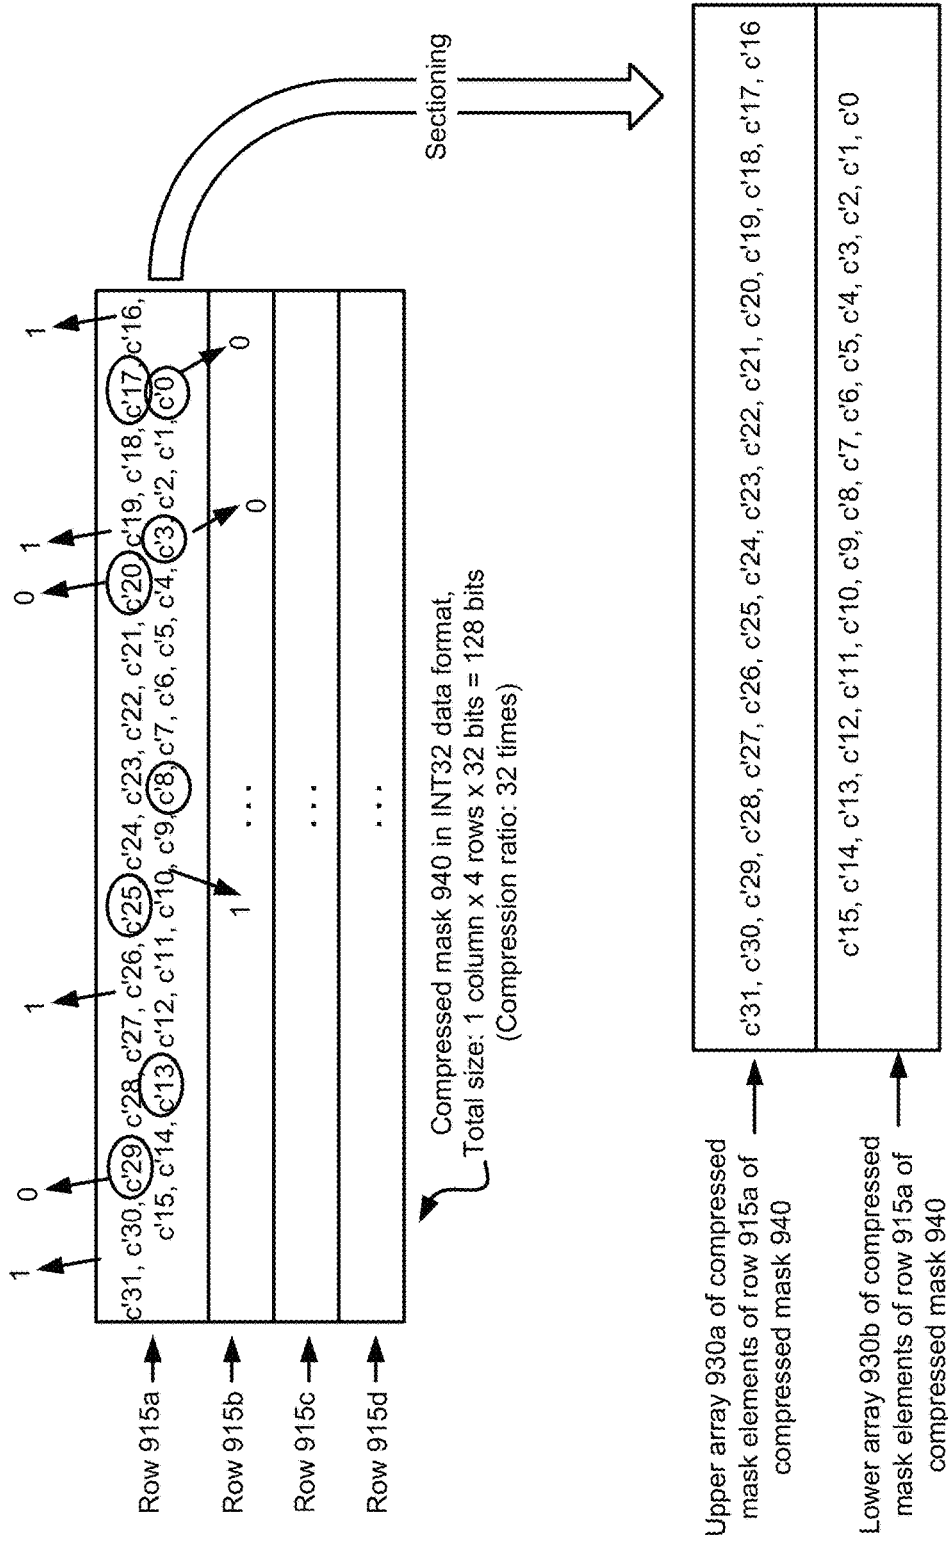 1
0
1
0
1
1
Row 915a
c'31, c'30, c'29, c'28, c'27, c'26, c'25, c'24, c'23, c'22, c'21, c'20, c'19, c'18, c'17, c'16,
c'15, c'14, c'13, c'12, c'11, c'10, c'9, c'8, c'7, c'6, c'5, c'4, c'3, c'2, c'1, c'0
Row 915b
1
...
0
0
Row 915c
...
Row 915d
...
Compressed mask 940 in INT32 data format,
Total size: 1 column x 4 rows x 32 bits = 128 bits
(Compression ratio: 32 times)
Sectioning
Upper array 930a of compressed
mask elements of row 915a of
compressed mask 940
c'31, c'30, c'29, c'28, c'27, c'26, c'25, c'24, c'23, c'22, c'21, c'20, c'19, c'18, c'17, c'16
Lower array 930b of compressed
mask elements of row 915a of
compressed mask 940
c'15, c'14, c'13, c'12, c'11, c'10, c'9, c'8, c'7, c'6, c'5, c'4, c'3, c'2, c'1, c'0